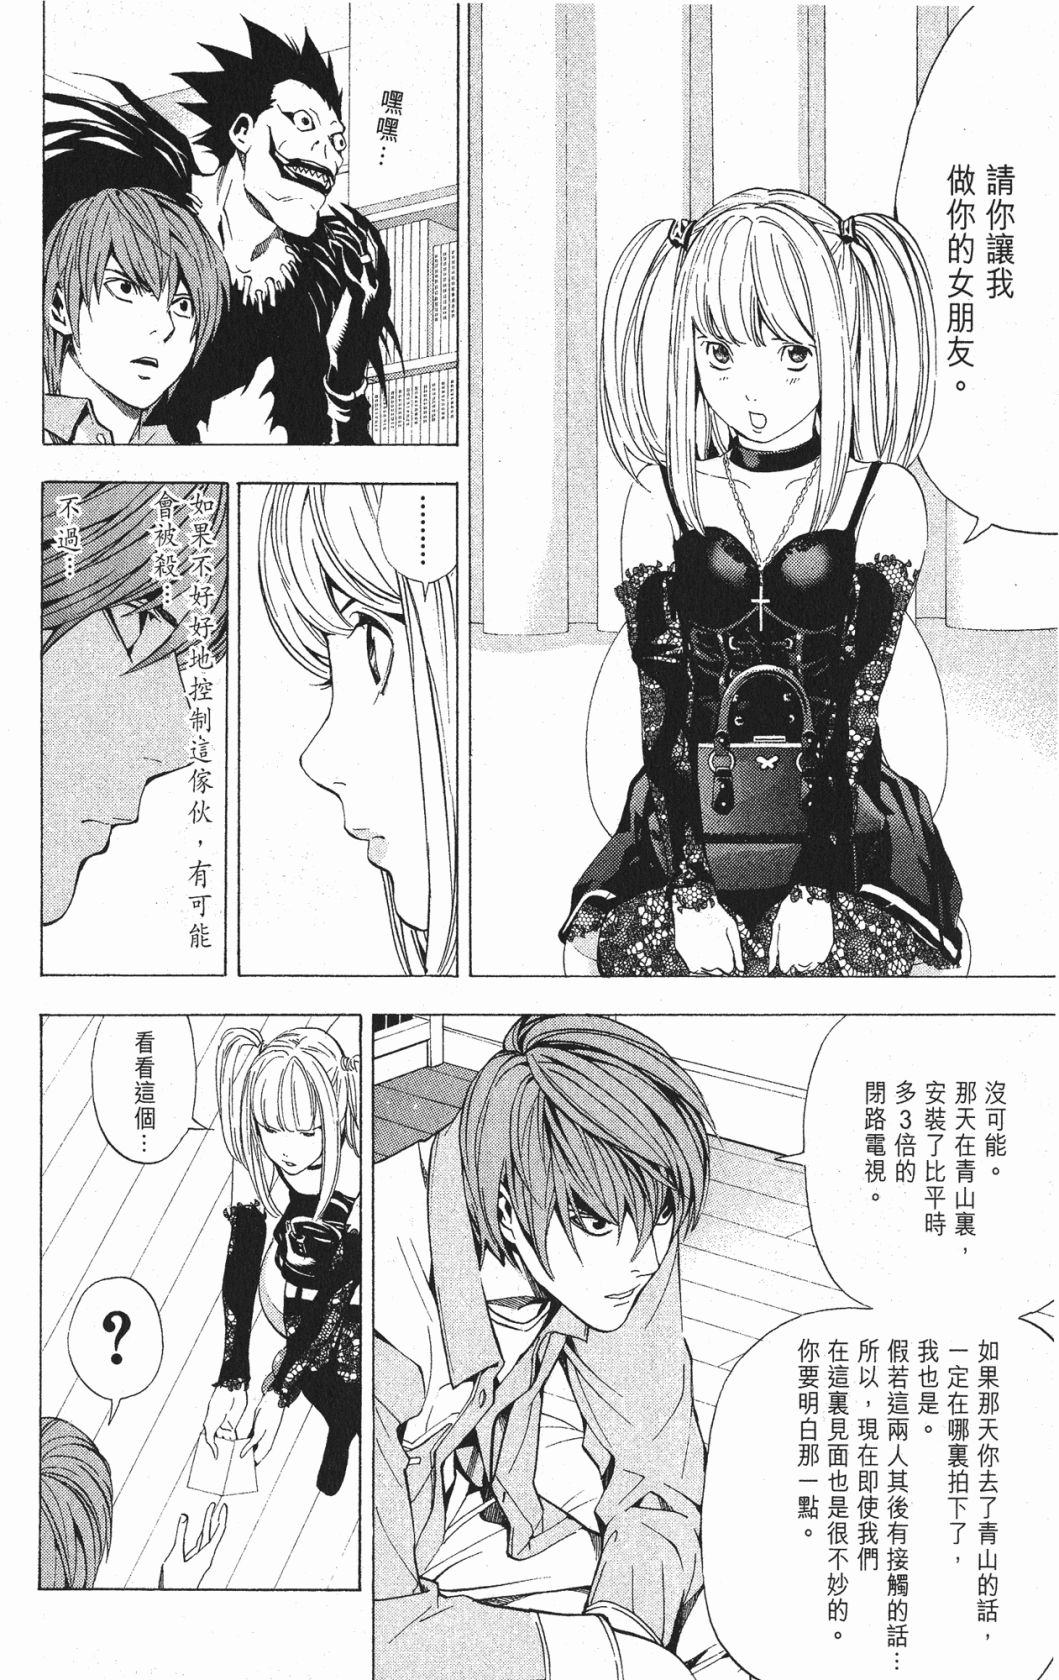 請你讓我
做你的女朋友。
嘿嘿…
………
如果不好好地控制這傢伙，有可能
會被殺…
不過…
沒可能。
那天在青山裏，
安裝了比平時
多3倍的
閉路電視。
如果那天你去了青山的話，
一定在哪裏拍下了，
我也是。
假若這兩人其後有接觸的話…
所以，現在即使我們
在這裏見面也是很不妙的。
你要明白那一點。
看看這個…
?